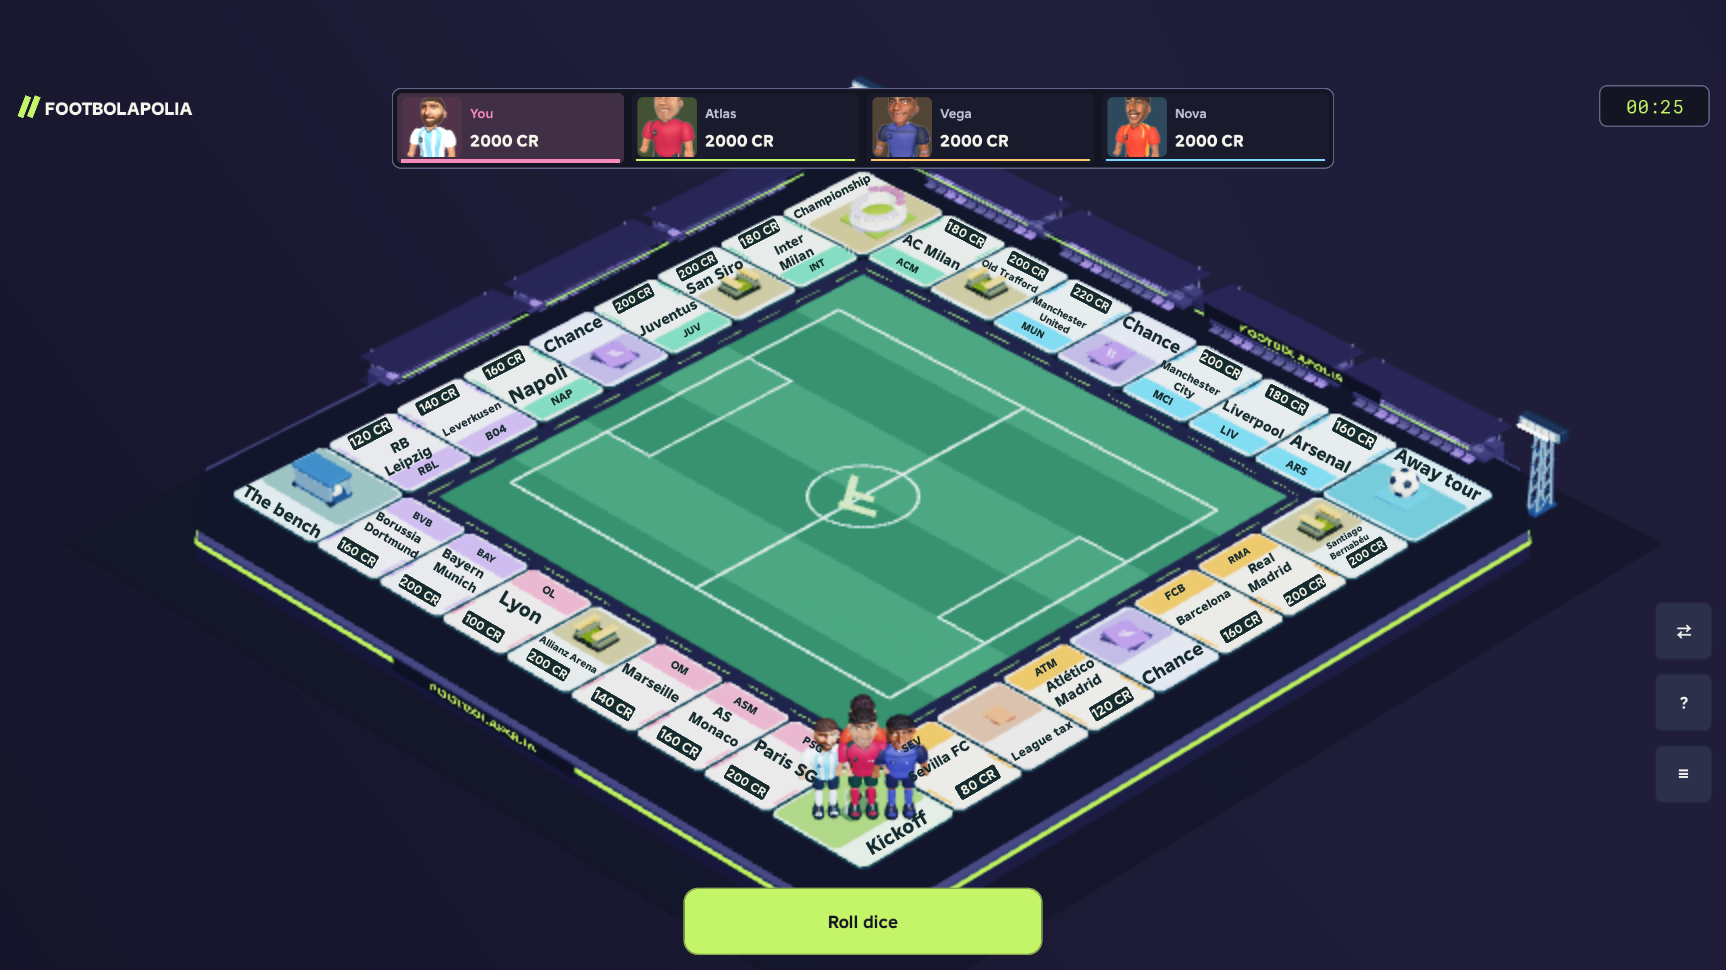 FOOTBOLAPOLIA
You
2000 CR
Atlas
2000 CR
Vega
2000 CR
Nova
2000 CR
00:25
Championship
180 CR
Inter
Milan
INT
200 CR
San Siro
200 CR
Juventus
JUV
Chance
160 CR
Napoli
NAP
140 CR
Leverkusen
B04
120 CR
RB
Leipzig
RBL
The bench
180 CR
AC Milan
ACM
200 CR
Old Trafford
220 CR
Manchester
United
MUN
Chance
200 CR
Manchester
City
MCI
180 CR
Liverpool
LIV
160 CR
Arsenal
ARS
Away tour
FOOTBOLAPOLIA
BVB
Borussia
Dortmund
160 CR
BAY
Bayern
Munich
200 CR
OL
Lyon
100 CR
Allianz Arena
200 CR
OM
Marseille
140 CR
ASM
AS
Monaco
160 CR
PSG
Paris SG
200 CR
Kickoff
Santiago
Bernabéu
200 CR
RMA
Real
Madrid
200 CR
FCB
Barcelona
160 CR
Chance
ATM
Atlético
Madrid
120 CR
League tax
SEV
Sevilla FC
80 CR
FOOTBOLAPOLIA
?
Roll dice